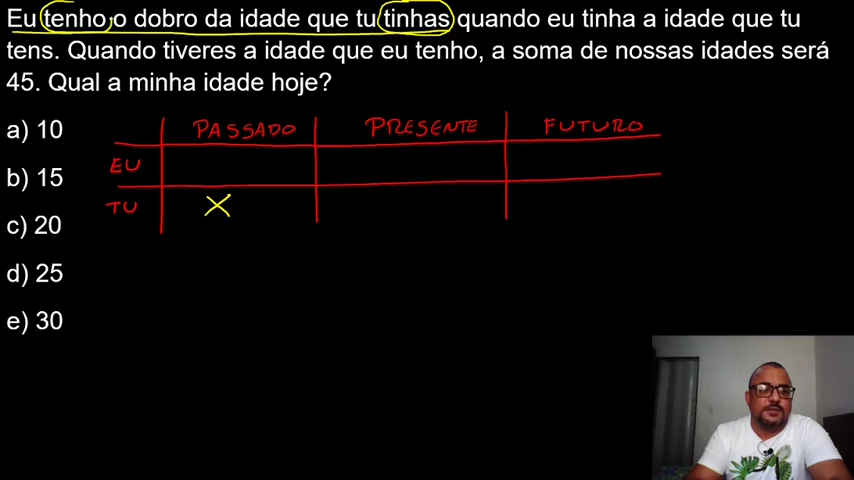 Eu tenho o dobro da idade que tu tinhas quando eu tinha a idade que tu
tens. Quando tiveres a idade que eu tenho, a soma de nossas idades será
45. Qual a minha idade hoje?
a) 10
b) 15
c) 20
d) 25
e) 30
PASSADO PRESENTE FUTURO
EU
TU X